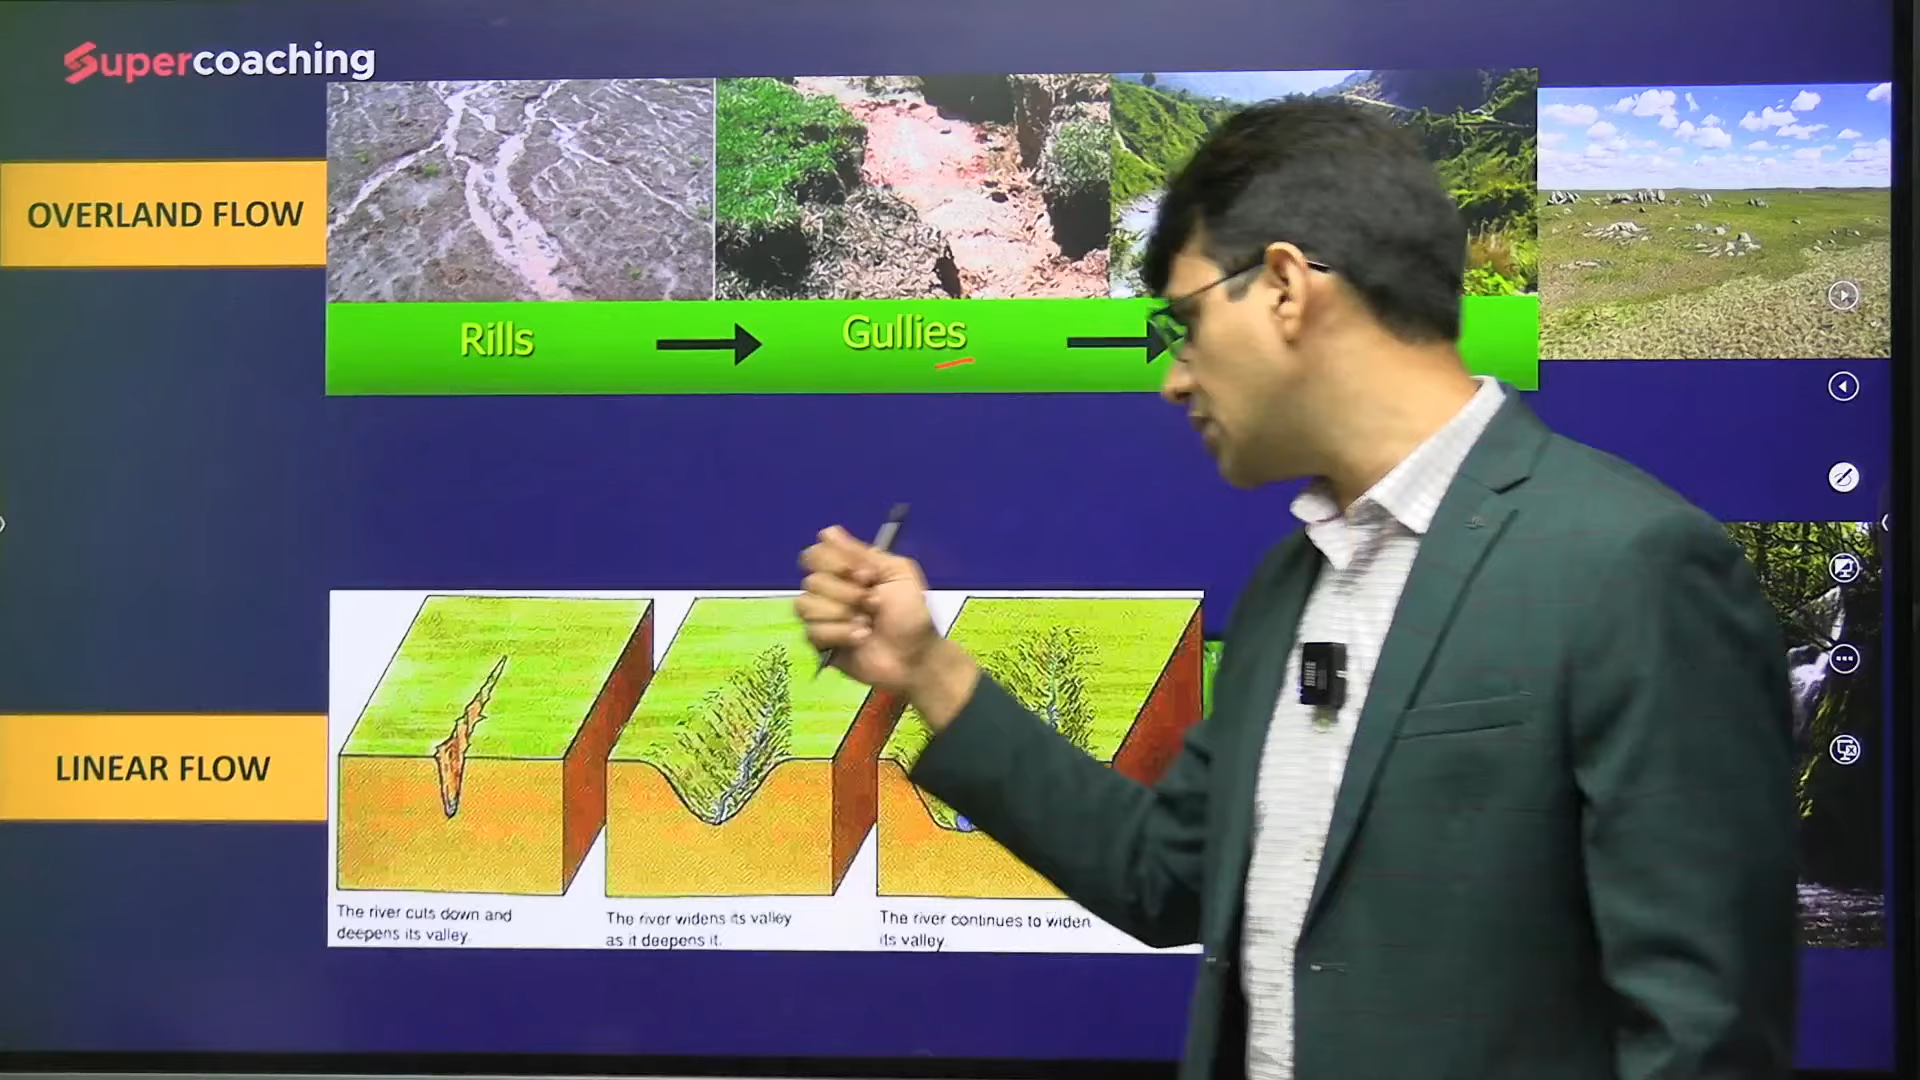 Supercoaching
OVERLAND FLOW
Rills
Gullies
LINEAR FLOW
The river cuts down and
deepens its valley.
The river widens its valley
as it deepens it.
The river continues to widen
its valley.